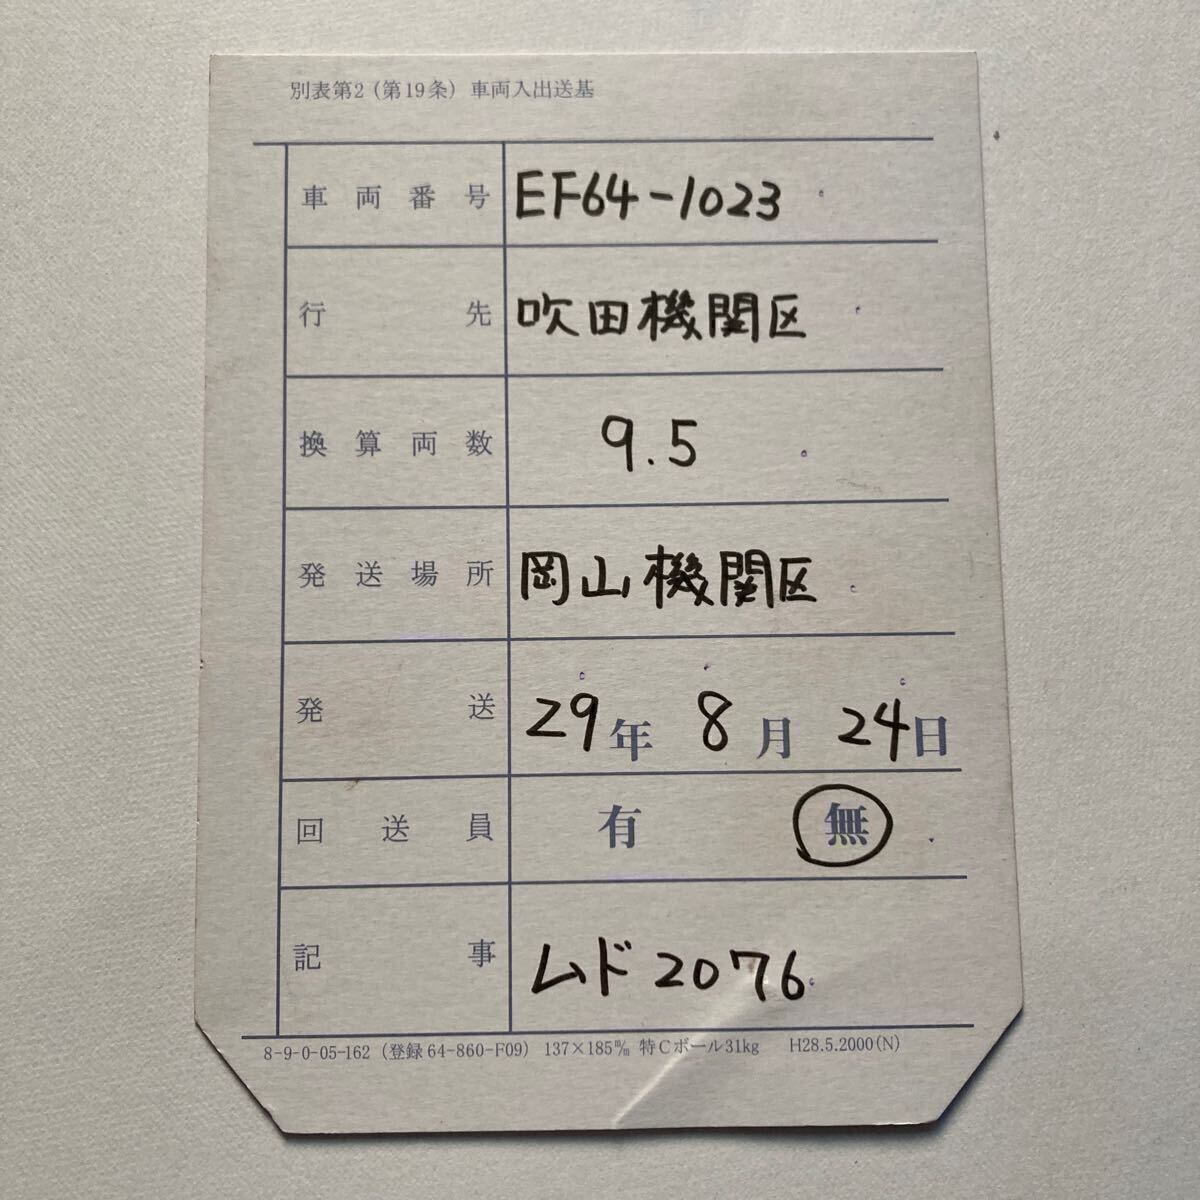 別表第2(第19条) 車両入出送基
車両番号 EF64-1023
行先 吹田機関区
換算両数 9.5
発送場所 岡山機関区
発送 29年 8月 24日
回送員 有 無
記事 ムド2076
8-9-0-05-162 (登録 64-860-F09) 137×185㎜ 特Cボール31kg H28.5.2000(N)